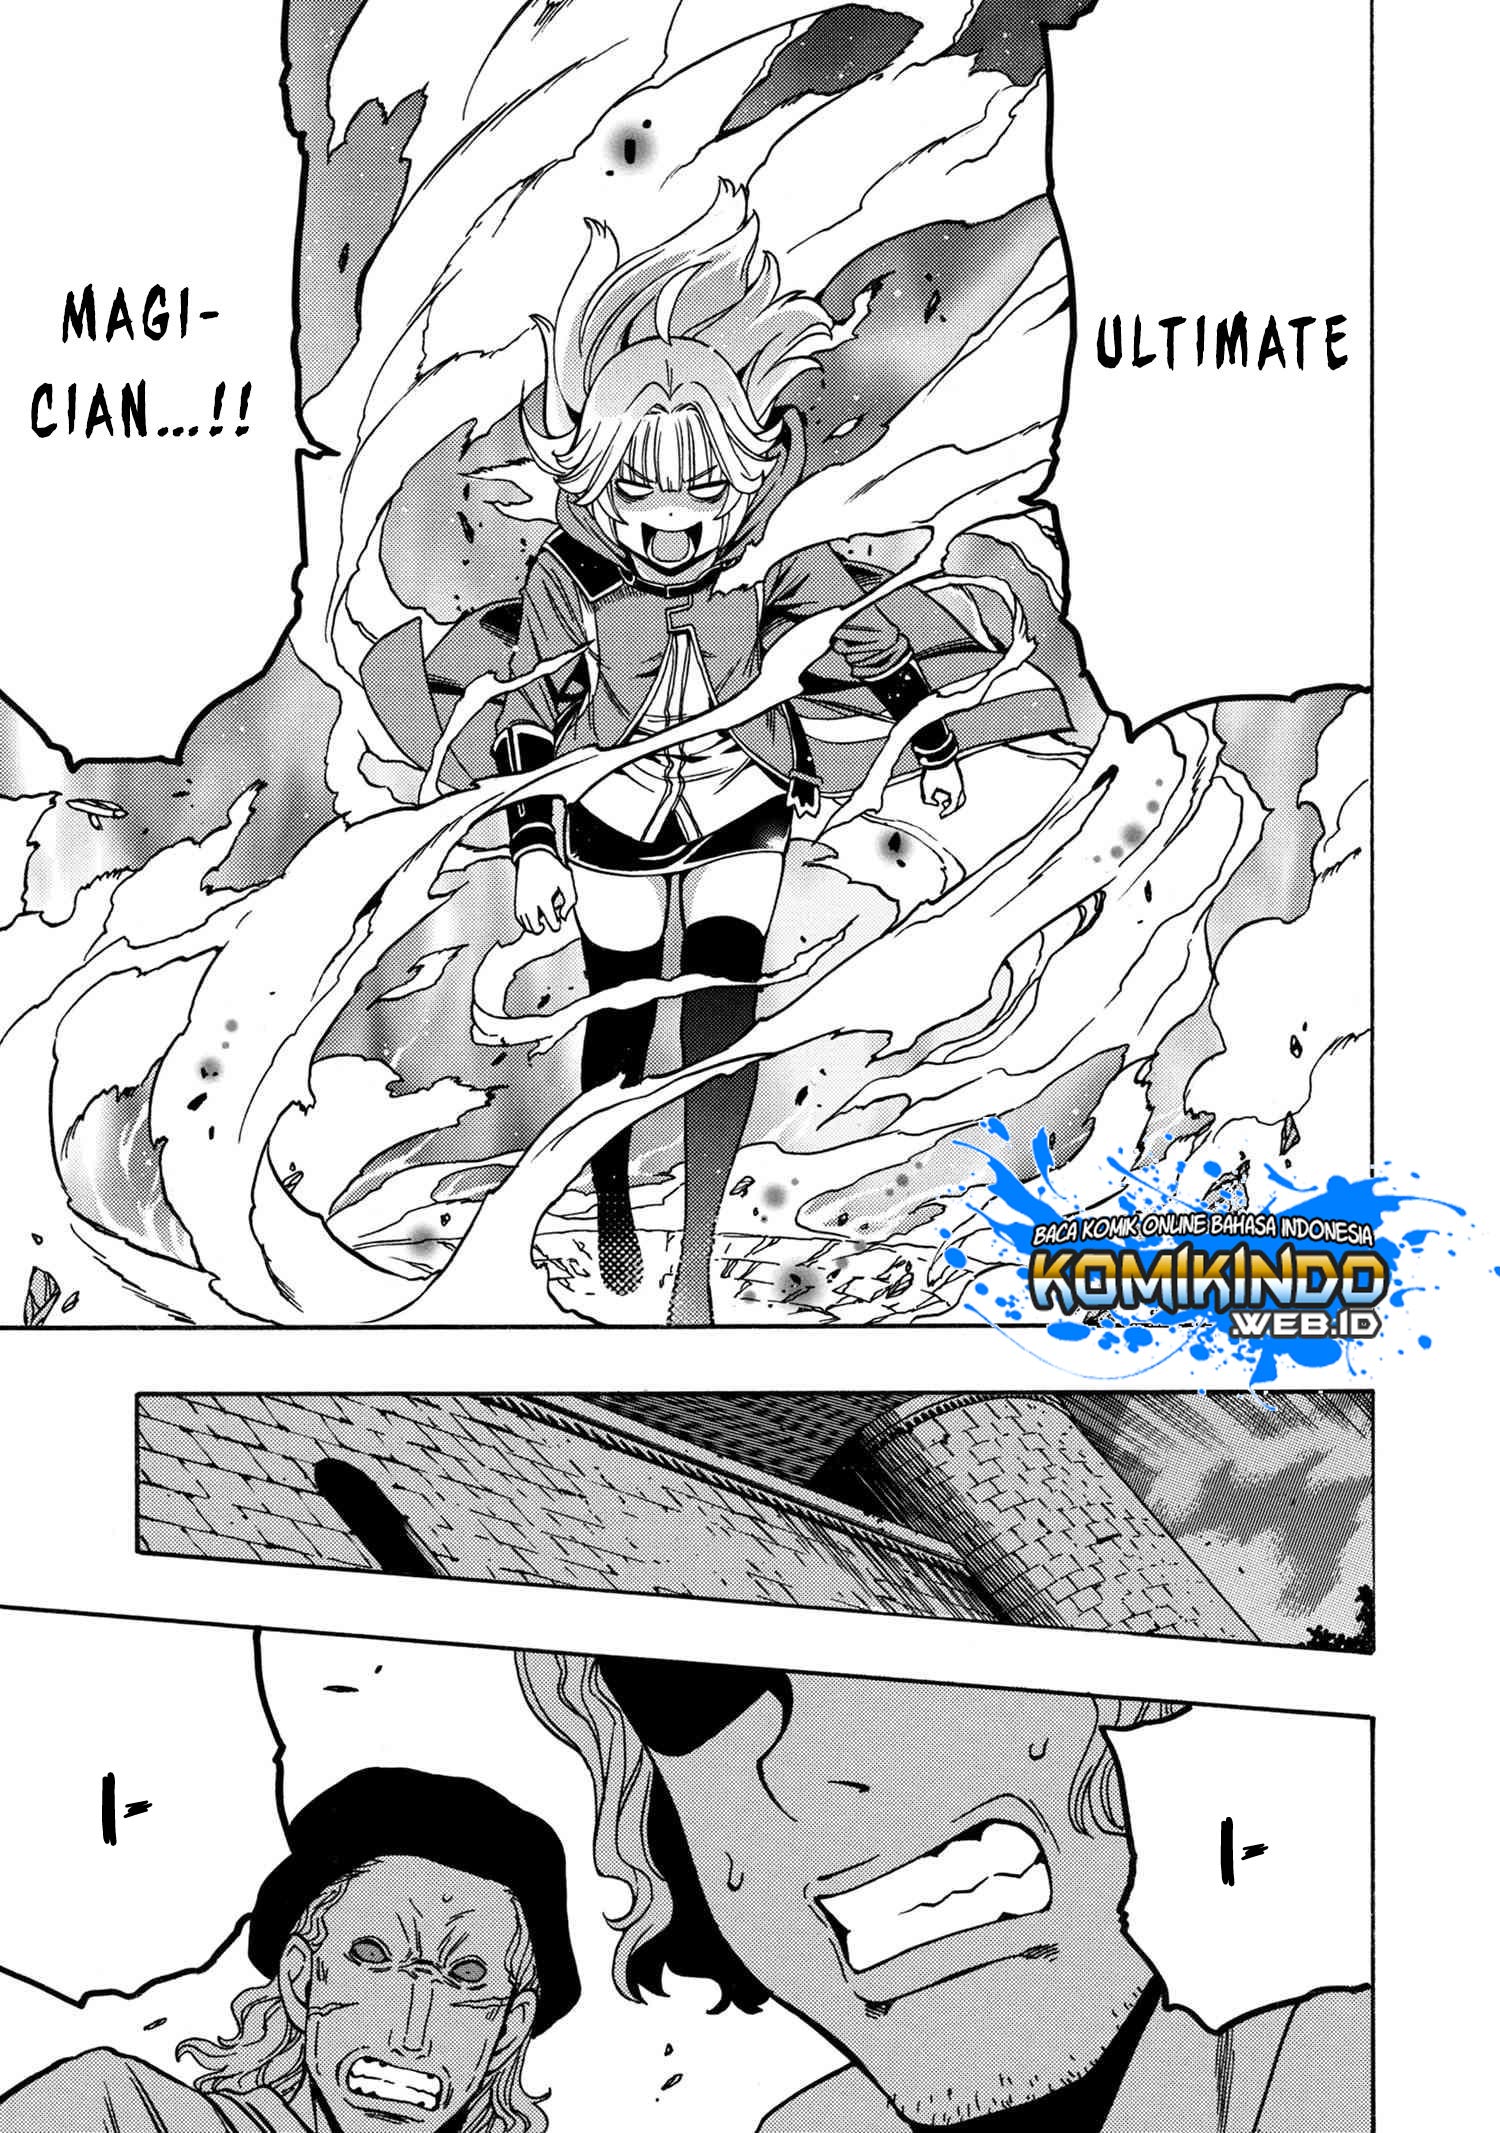 ULTIMATE
MAGI-
CIAN...!!
BACA KOMIK ONLINE BAHASA INDONESIA
KOMIKINDO
.WEB.ID
I-
I-